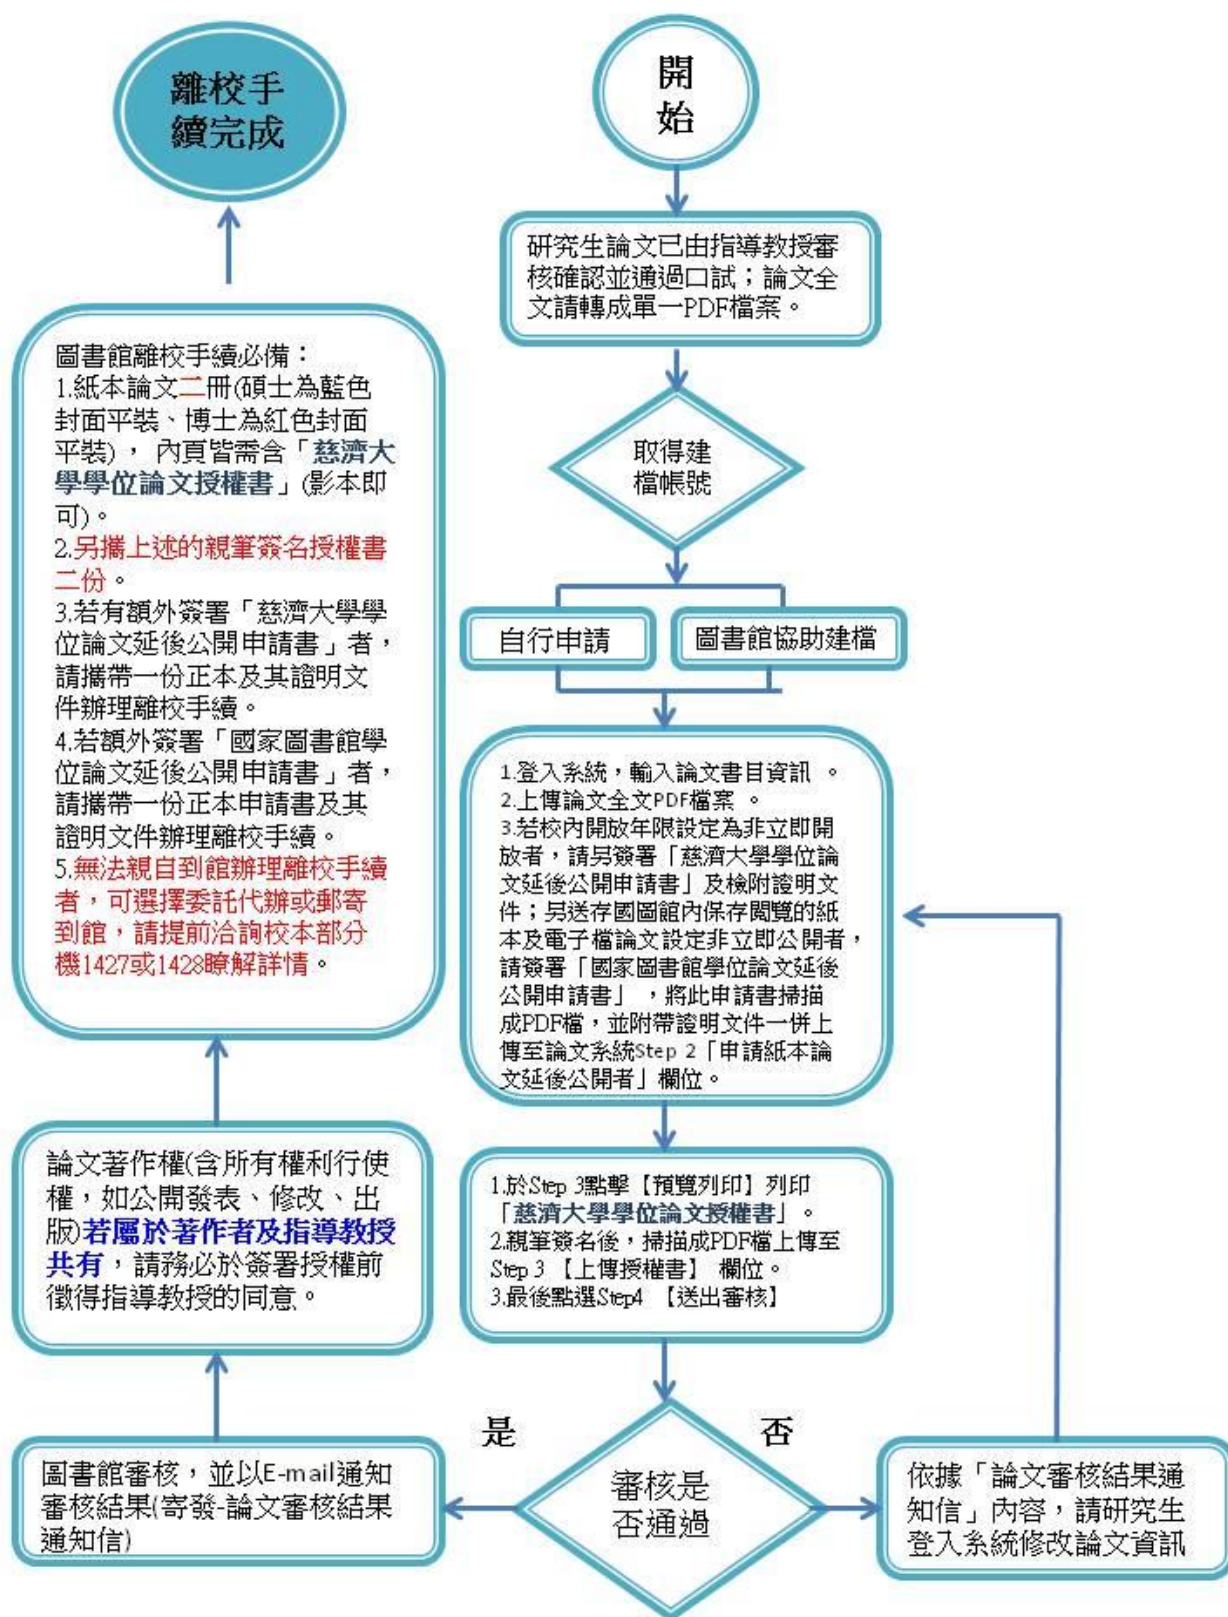 開
始
研究生論文已由指導教授審
核確認並通過口試；論文全
文請轉成單一PDF檔案。
取得建
檔帳號
自行申請
圖書館協助建檔
1.登入系統，輸入論文書目資訊 。
2.上傳論文全文PDF檔案 。
3.若校內開放年限設定為非立即開
放者，請另簽署「慈濟大學學位論
文延後公開申請書」及檢附證明文
件；另送存國圖館內保存閱覽的紙
本及電子檔論文設定非立即公開者，
請簽署「國家圖書館學位論文延後
公開申請書」 ，將此申請書掃描
成PDF檔，並附帶證明文件一併上
傳至論文系統Step 2「申請紙本論
文延後公開者」欄位。
1.於Step 3點擊【預覽列印】列印
「慈濟大學學位論文授權書」。
2.親筆簽名後，掃描成PDF檔上傳至
Step 3 【上傳授權書】 欄位。
3.最後點選Step4 【送出審核】
審核是
否通過
否
依據「論文審核結果通
知信」內容，請研究生
登入系統修改論文資訊
是
圖書館審核，並以E-mail通知
審核結果(寄發-論文審核結果
通知信)
論文著作權(含所有權利行使
權，如公開發表、修改、出
版)若屬於著作者及指導教授
共有，請務必於簽署授權前
徵得指導教授的同意。
圖書館離校手續必備：
1.紙本論文二冊(碩士為藍色
封面平裝、博士為紅色封面
平裝)， 內頁皆需含「慈濟大
學學位論文授權書」(影本即
可)。
2.另攜上述的親筆簽名授權書
二份。
3.若有額外簽署「慈濟大學學
位論文延後公開申請書」者，
請攜帶一份正本及其證明文
件辦理離校手續。
4.若額外簽署「國家圖書館學
位論文延後公開申請書」者，
請攜帶一份正本申請書及其
證明文件辦理離校手續。
5.無法親自到館辦理離校手續
者，可選擇委託代辦或郵寄
到館，請提前洽詢校本部分
機1427或1428瞭解詳情。
離校手
續完成